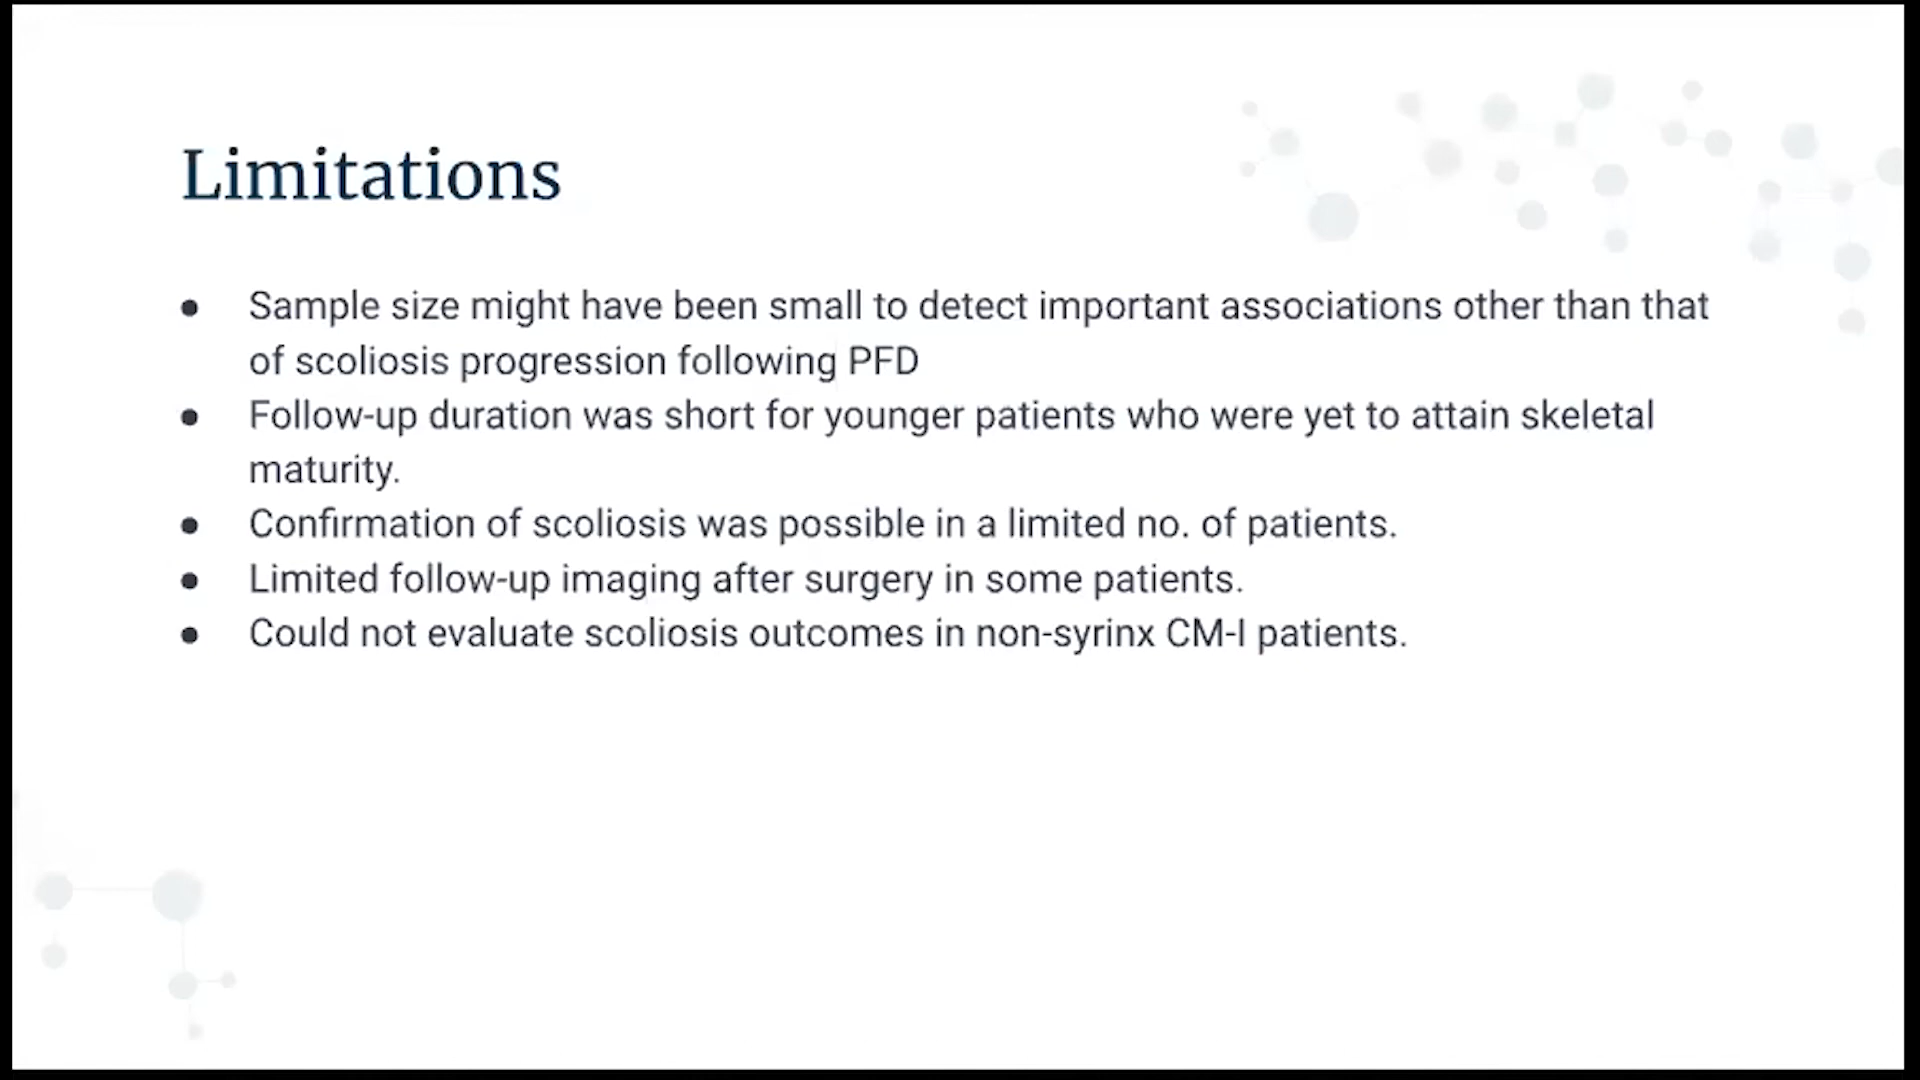 Limitations
● Sample size might have been small to detect important associations other than that
of scoliosis progression following PFD
● Follow-up duration was short for younger patients who were yet to attain skeletal
maturity.
● Confirmation of scoliosis was possible in a limited no. of patients.
● Limited follow-up imaging after surgery in some patients.
● Could not evaluate scoliosis outcomes in non-syrinx CM-I patients.